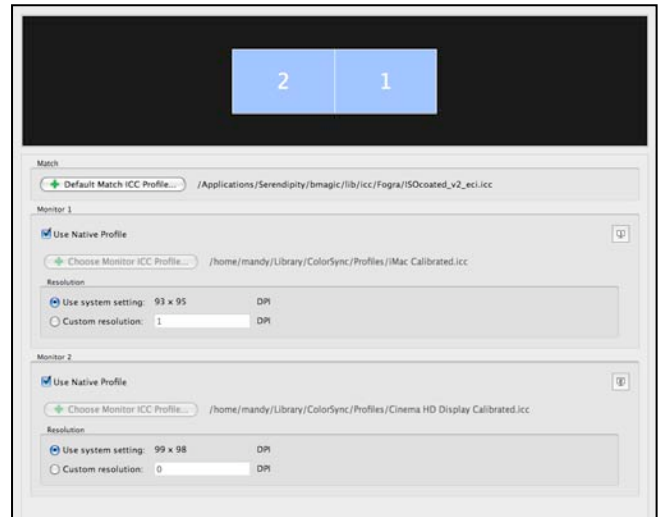 2 1
Match
Default Match ICC Profile... /Applications/Serendipity/bmagic/lib/icc/Fogra/ISOcoated_v2_eci.icc
Monitor 1
Use Native Profile
Choose Monitor ICC Profile... /home/mandy/Library/ColorSync/Profiles/iMac Calibrated.icc
Resolution
Use system setting: 93 x 95 DPI
Custom resolution: 1 DPI
Monitor 2
Use Native Profile
Choose Monitor ICC Profile... /home/mandy/Library/ColorSync/Profiles/Cinema HD Display Calibrated.icc
Resolution
Use system setting: 99 x 98 DPI
Custom resolution: 0 DPI